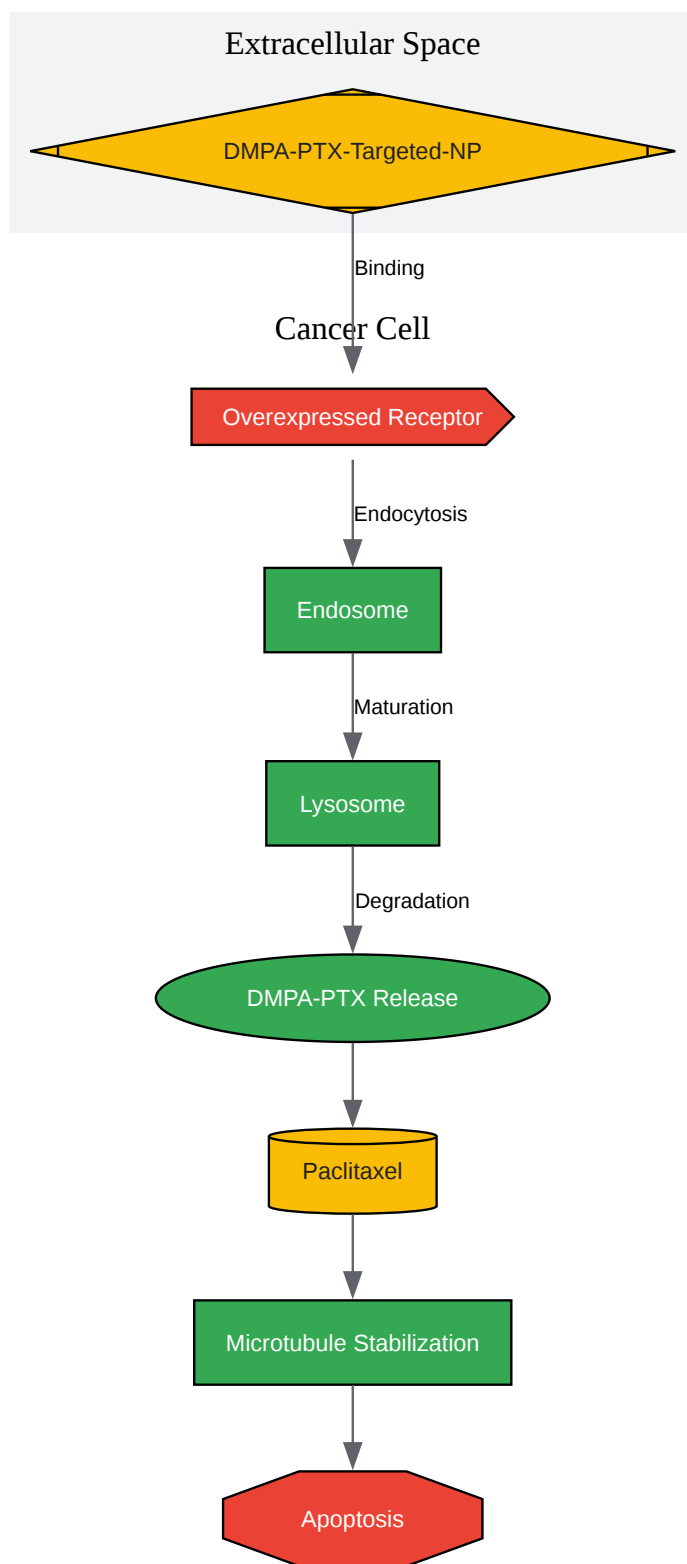 Extracellular Space
DMPA-PTX-Targeted-NP
Binding
Cancer Cell
Overexpressed Receptor
Endocytosis
Endosome
Maturation
Lysosome
Degradation
DMPA-PTX Release
Paclitaxel
Microtubule Stabilization
Apoptosis